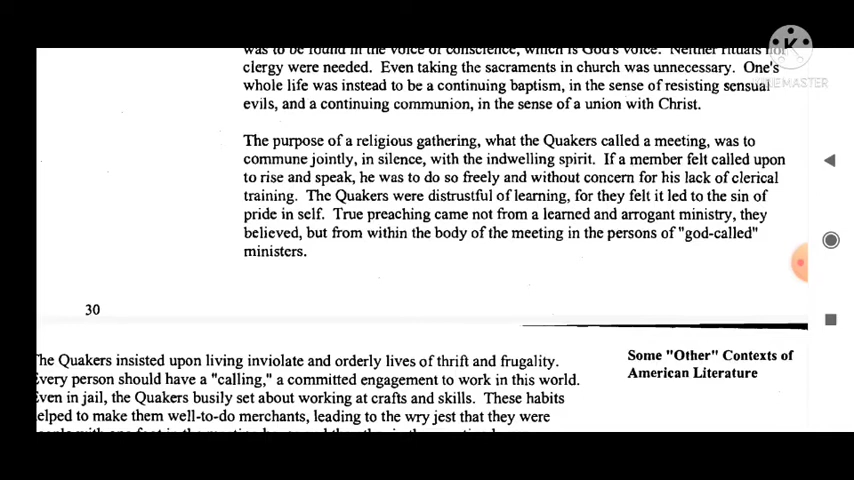 was to be found in the voice of conscience, which is God's voice. Neither rituals nor
clergy were needed. Even taking the sacraments in church was unnecessary. One's
whole life was instead to be a continuing baptism, in the sense of resisting sensual
evils, and a continuing communion, in the sense of a union with Christ.
The purpose of a religious gathering, what the Quakers called a meeting, was to
commune jointly, in silence, with the indwelling spirit. If a member felt called upon
to rise and speak, he was to do so freely and without concern for his lack of clerical
training. The Quakers were distrustful of learning, for they felt it led to the sin of
pride in self. True preaching came not from a learned and arrogant ministry, they
believed, but from within the body of the meeting in the persons of "god-called"
ministers.
30
The Quakers insisted upon living inviolate and orderly lives of thrift and frugality.
Every person should have a "calling," a committed engagement to work in this world.
Even in jail, the Quakers busily set about working at crafts and skills. These habits
helped to make them well-to-do merchants, leading to the wry jest that they were
Some "Other" Contexts of
American Literature
KINEMASTER